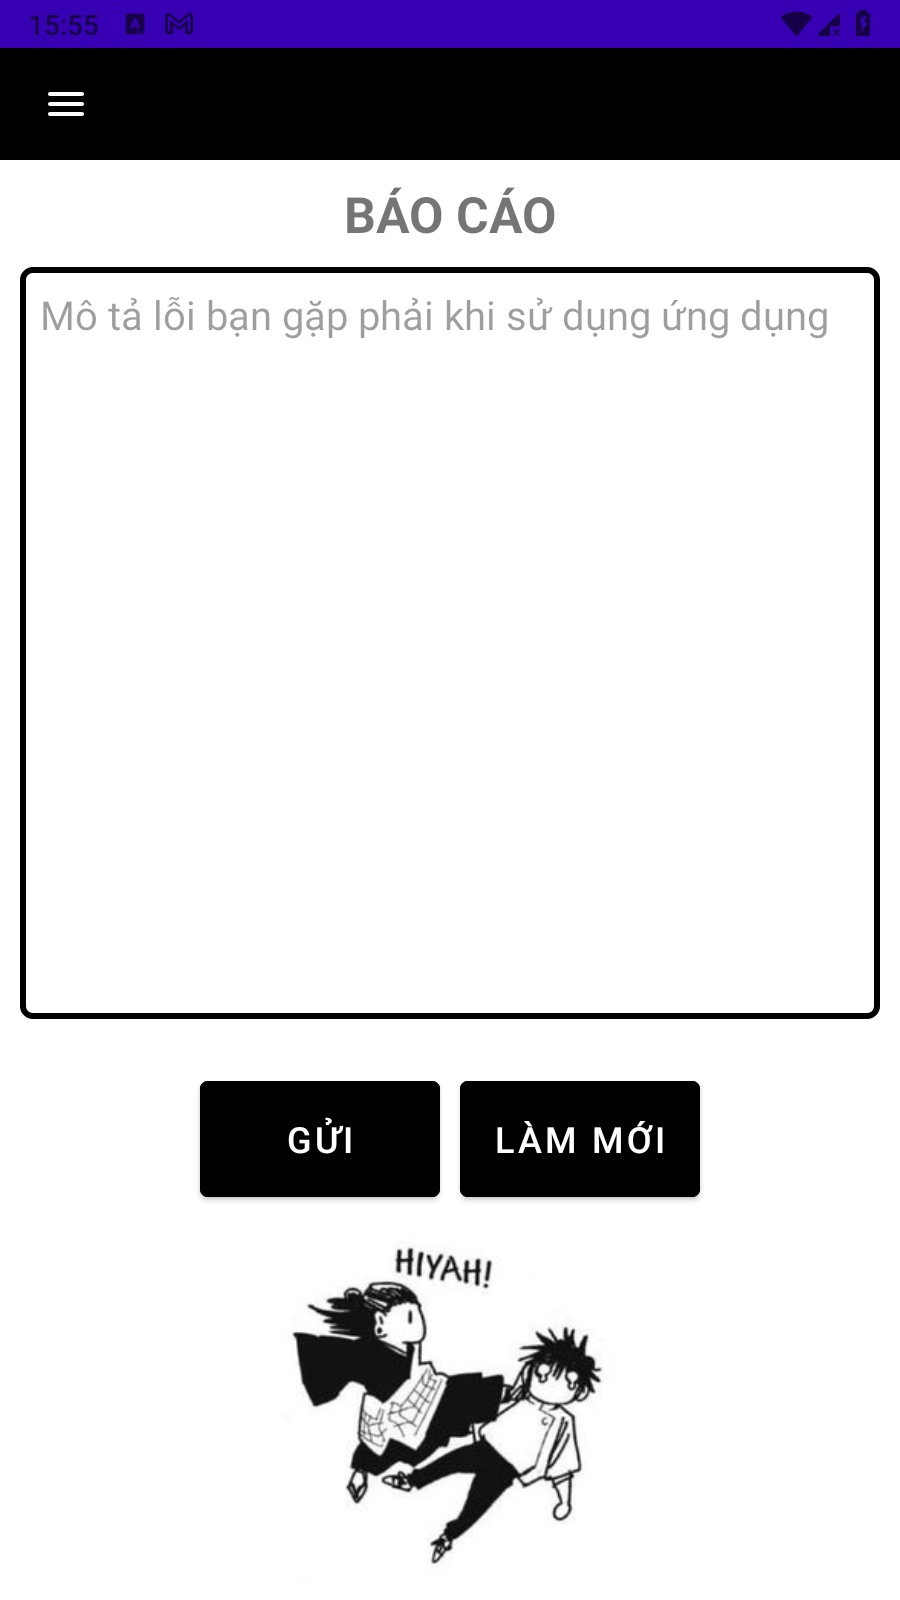 15:55
BÁO CÁO
Mô tả lỗi bạn gặp phải khi sử dụng ứng dụng
GỬI
LÀM MỚI
HIYAH!